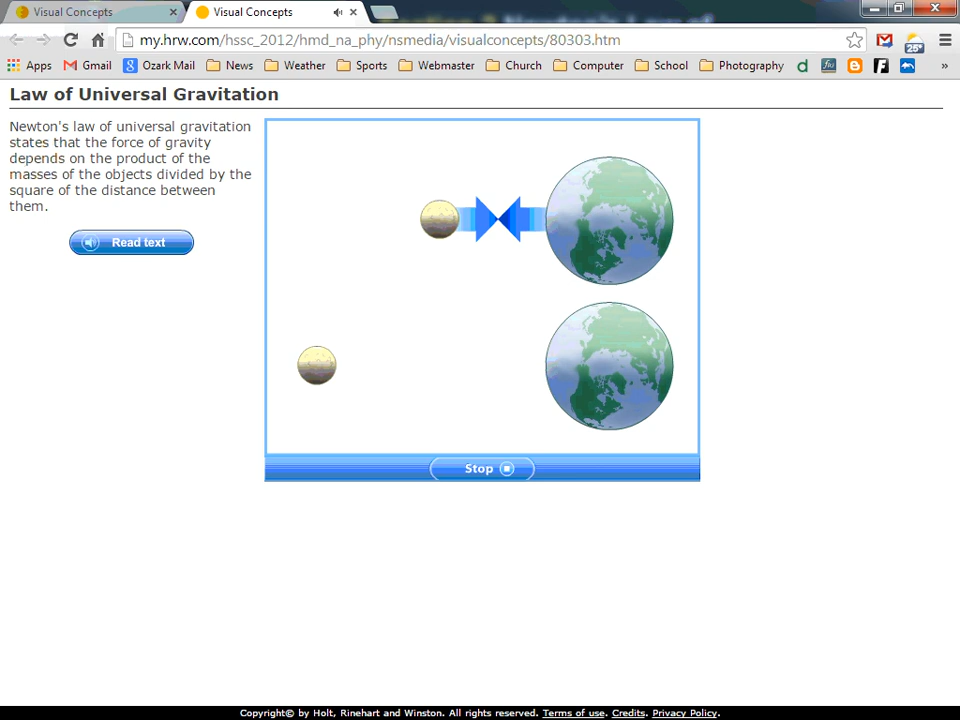 Visual Concepts
Visual Concepts
my.hrw.com/hssc_2012/hmd_na_phy/nsmedia/visualconcepts/80303.htm
25°
Apps Gmail Ozark Mail News Weather Sports Webmaster Church Computer School Photography d F »
Law of Universal Gravitation
Newton's law of universal gravitation
states that the force of gravity
depends on the product of the
masses of the objects divided by the
square of the distance between
them.
Read text
Stop
Copyright© by Holt, Rinehart and Winston. All rights reserved. Terms of use. Credits. Privacy Policy.